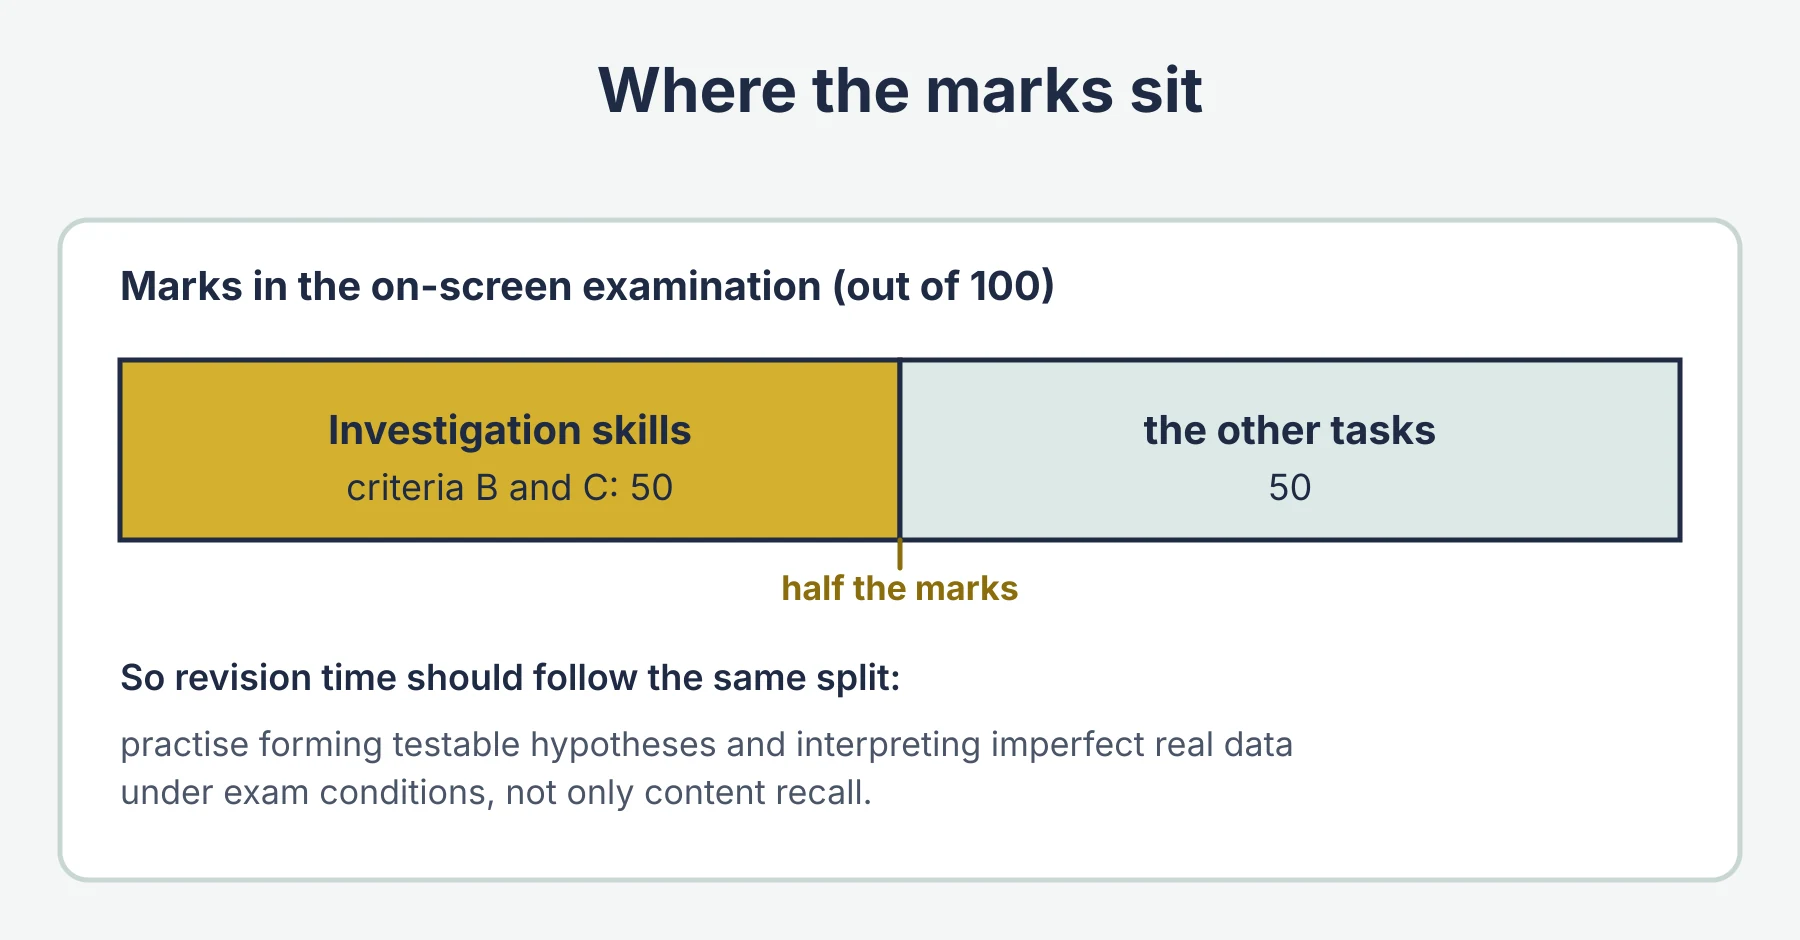 Where the marks sit
Marks in the on-screen examination (out of 100)
Investigation skills
criteria B and C: 50
the other tasks
50
half the marks
So revision time should follow the same split:
practise forming testable hypotheses and interpreting imperfect real data
under exam conditions, not only content recall.